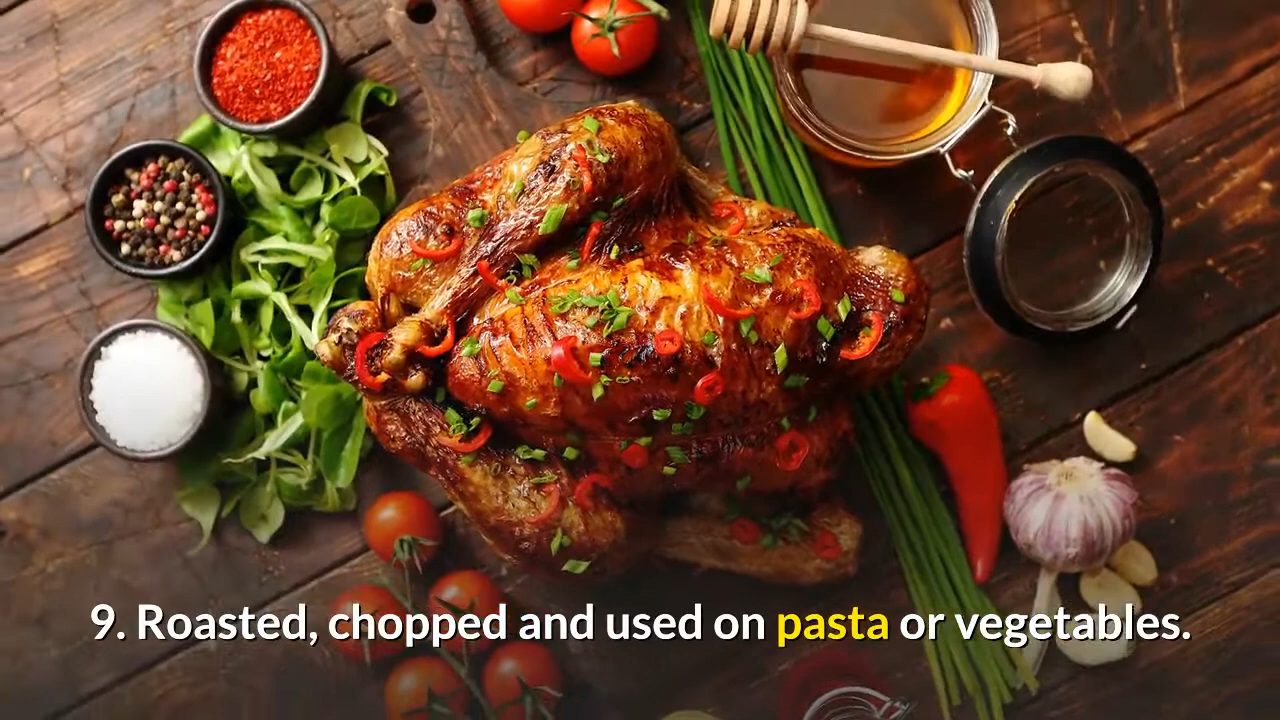 9. Roasted, chopped and used on pasta or vegetables.